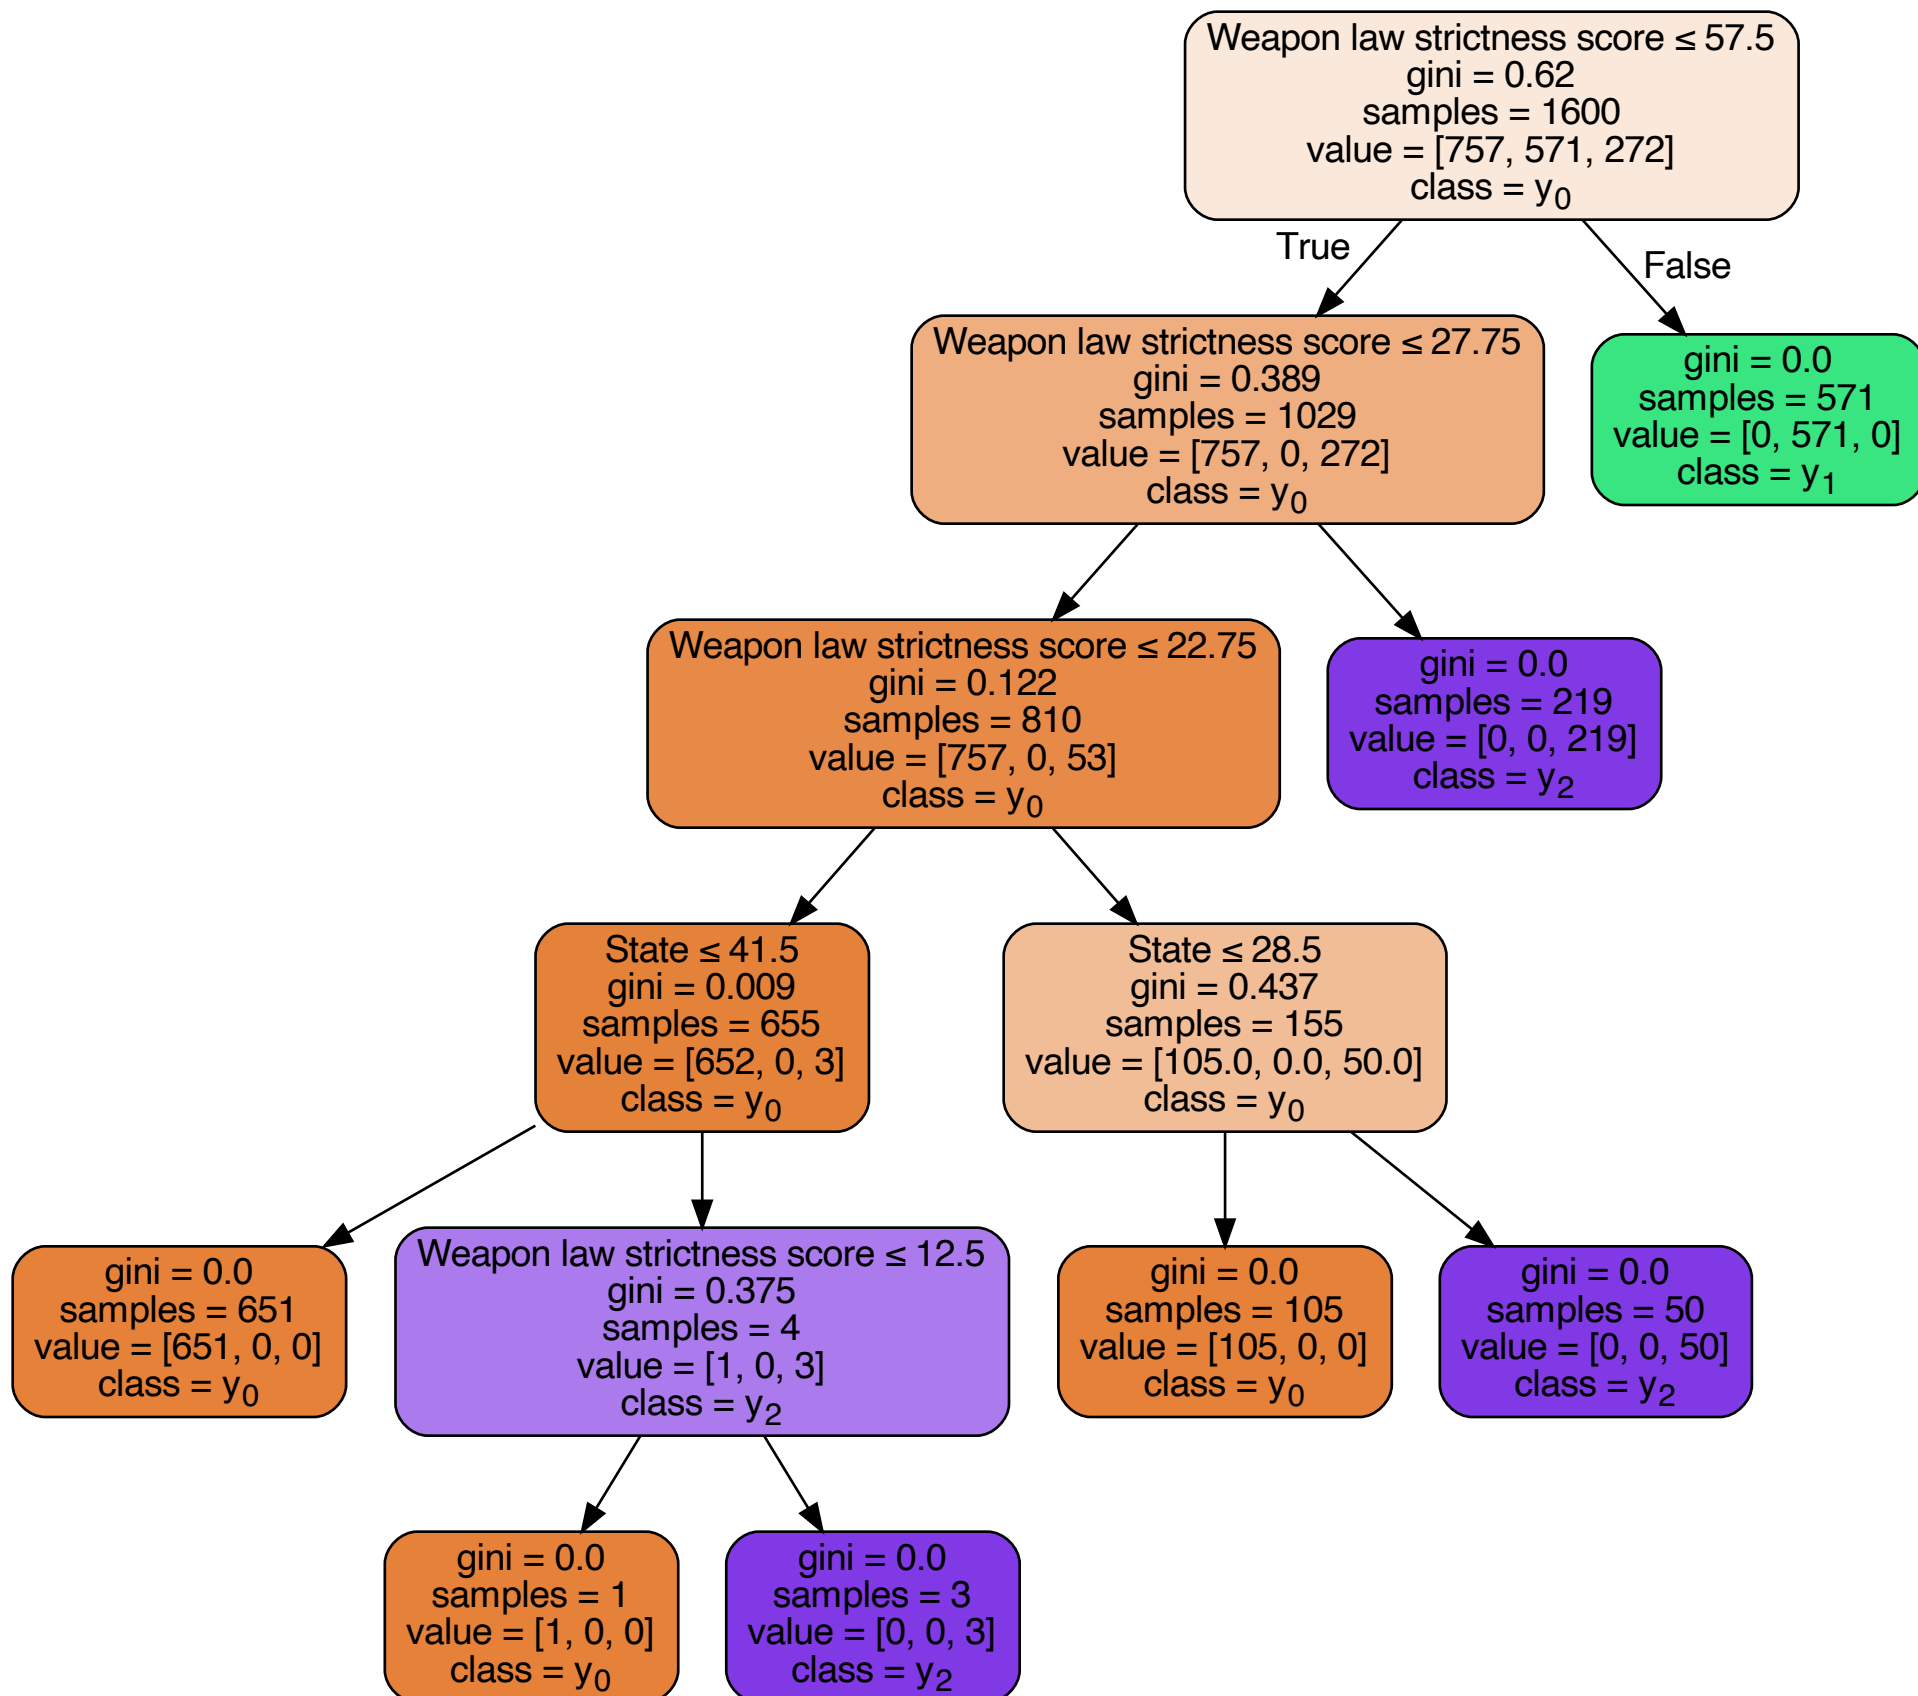 Weapon law strictness score ≤ 57.5
gini = 0.62
samples = 1600
value = [757, 571, 272]
class = y0
True
False
Weapon law strictness score ≤ 27.75
gini = 0.389
samples = 1029
value = [757, 0, 272]
class = y0
gini = 0.0
samples = 571
value = [0, 571, 0]
class = y1
Weapon law strictness score ≤ 22.75
gini = 0.122
samples = 810
value = [757, 0, 53]
class = y0
gini = 0.0
samples = 219
value = [0, 0, 219]
class = y2
State ≤ 41.5
gini = 0.009
samples = 655
value = [652, 0, 3]
class = y0
State ≤ 28.5
gini = 0.437
samples = 155
value = [105.0, 0.0, 50.0]
class = y0
gini = 0.0
samples = 651
value = [651, 0, 0]
class = y0
Weapon law strictness score ≤ 12.5
gini = 0.375
samples = 4
value = [1, 0, 3]
class = y2
gini = 0.0
samples = 105
value = [105, 0, 0]
class = y0
gini = 0.0
samples = 50
value = [0, 0, 50]
class = y2
gini = 0.0
samples = 1
value = [1, 0, 0]
class = y0
gini = 0.0
samples = 3
value = [0, 0, 3]
class = y2